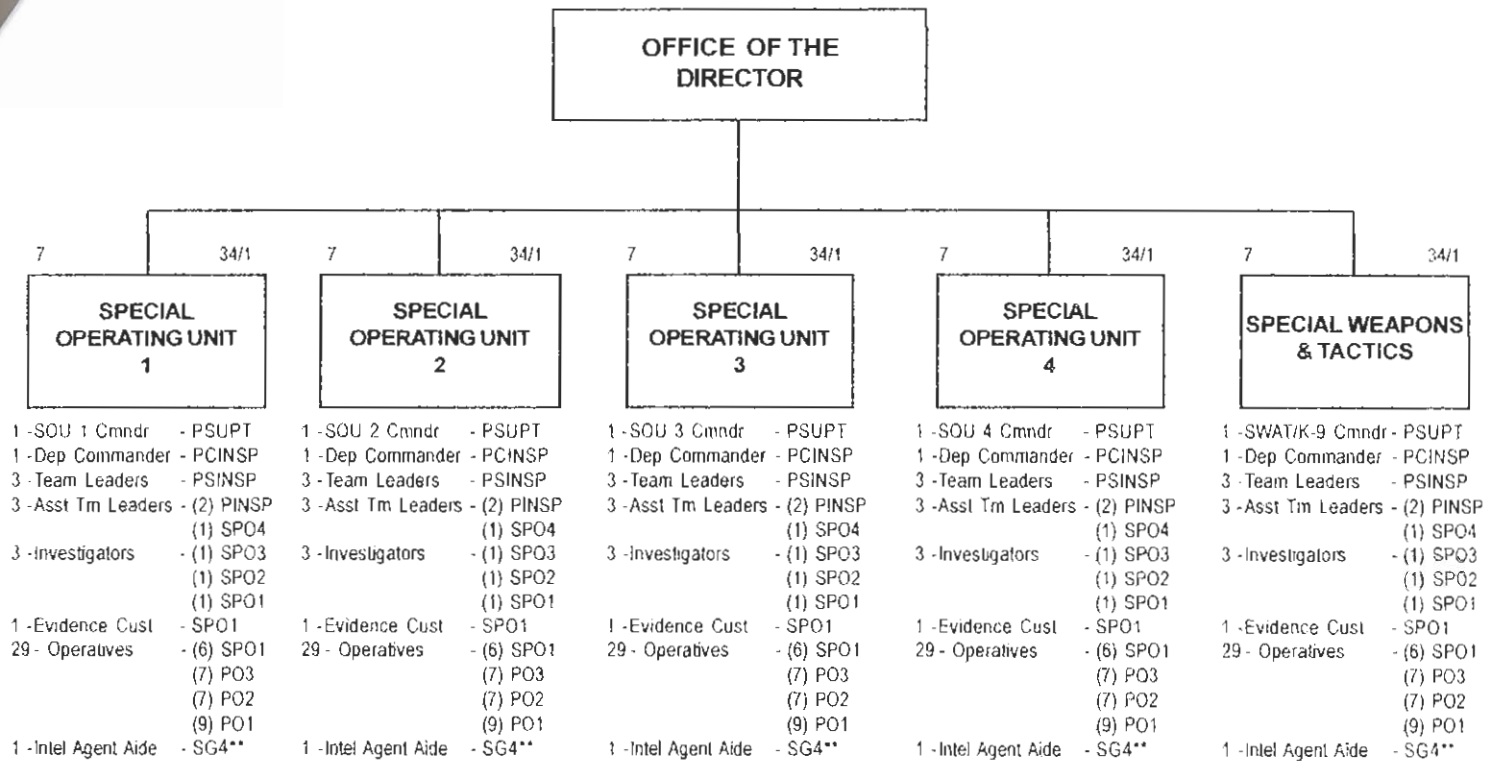 OFFICE OF THE
DIRECTOR
7 34/1
SPECIAL
OPERATING UNIT
1
1 -SOU 1 Cmndr - PSUPT
1 -Dep Commander - PCINSP
3 -Team Leaders - PSINSP
3 -Asst Tm Leaders - (2) PINSP
(1) SPO4
3 -Investigators - (1) SPO3
(1) SPO2
(1) SPO1
1 -Evidence Cust - SPO1
29 - Operatives - (6) SPO1
(7) PO3
(7) PO2
(9) PO1
1 -Intel Agent Aide - SG4**
7 34/1
SPECIAL
OPERATING UNIT
2
1 -SOU 2 Cmndr - PSUPT
1 -Dep Commander - PCINSP
3 -Team Leaders - PSINSP
3 -Asst Tm Leaders - (2) PINSP
(1) SPO4
3 -Investigators - (1) SPO3
(1) SPO2
(1) SPO1
1 -Evidence Cust - SPO1
29 - Operatives - (6) SPO1
(7) PO3
(7) PO2
(9) PO1
1 -Intel Agent Aide - SG4**
7 34/1
SPECIAL
OPERATING UNIT
3
1 -SOU 3 Cmndr - PSUPT
1 -Dep Commander - PCINSP
3 -Team Leaders - PSINSP
3 -Asst Tm Leaders - (2) PINSP
(1) SPO4
3 -Investigators - (1) SPO3
(1) SPO2
(1) SPO1
1 -Evidence Cust - SPO1
29 - Operatives - (6) SPO1
(7) PO3
(7) PO2
(9) PO1
1 -Intel Agent Aide - SG4**
7 34/1
SPECIAL
OPERATING UNIT
4
1 -SOU 4 Cmndr - PSUPT
1 -Dep Commander - PCINSP
3 -Team Leaders - PSINSP
3 -Asst Tm Leaders - (2) PINSP
(1) SPO4
3 -Investigators - (1) SPO3
(1) SPO2
(1) SPO1
1 -Evidence Cust - SPO1
29 - Operatives - (6) SPO1
(7) PO3
(7) PO2
(9) PO1
1 -Intel Agent Aide - SG4**
7 34/1
SPECIAL WEAPONS
& TACTICS
1 -SWAT/K-9 Cmndr - PSUPT
1 -Dep Commander - PCINSP
3 -Team Leaders - PSINSP
3 -Asst Tm Leaders - (2) PINSP
(1) SPO4
3 -Investigators - (1) SPO3
(1) SPO2
(1) SPO1
1 -Evidence Cust - SPO1
29 - Operatives - (6) SPO1
(7) PO3
(7) PO2
(9) PO1
1 -Intel Agent Aide - SG4**